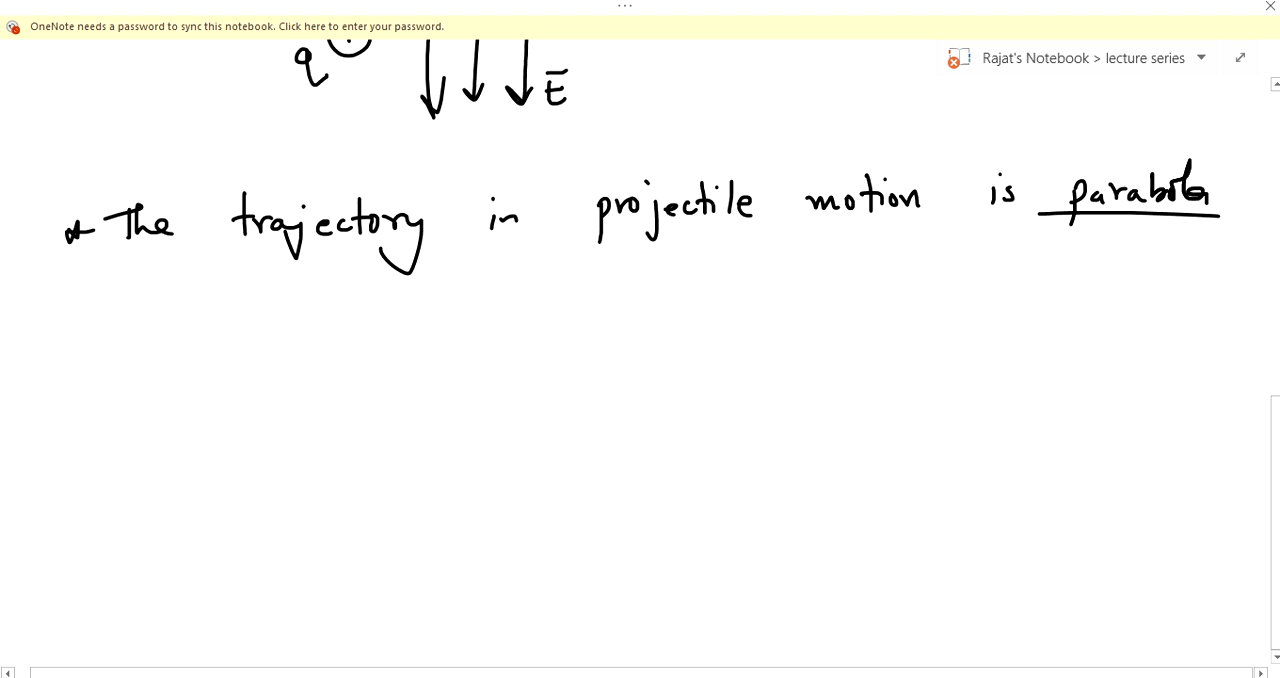 OneNote needs a password to sync this notebook. Click here to enter your password.
Rajat's Notebook > lecture series
q E̅
The trajectory in projectile motion is parabola